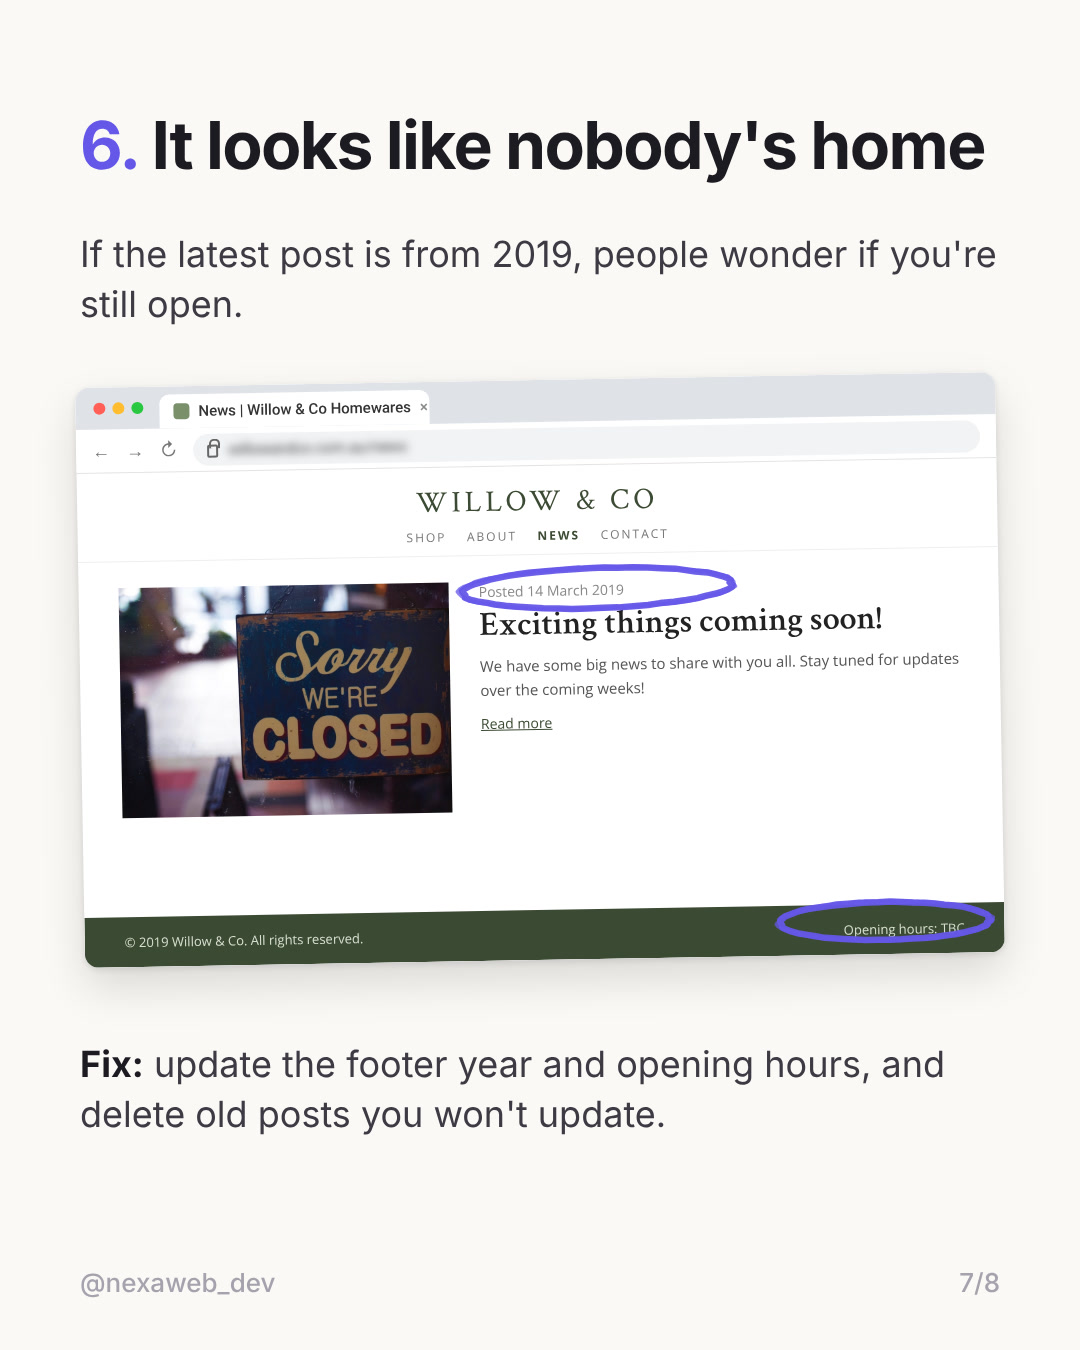 6. It looks like nobody's home
If the latest post is from 2019, people wonder if you're
still open.
News | Willow & Co Homewares ×
WILLOW & CO
SHOP ABOUT NEWS CONTACT
Sorry
WE'RE
CLOSED
Posted 14 March 2019
Exciting things coming soon!
We have some big news to share with you all. Stay tuned for updates
over the coming weeks!
Read more
© 2019 Willow & Co. All rights reserved.
Opening hours: TBC
Fix: update the footer year and opening hours, and
delete old posts you won't update.
@nexaweb_dev
7/8